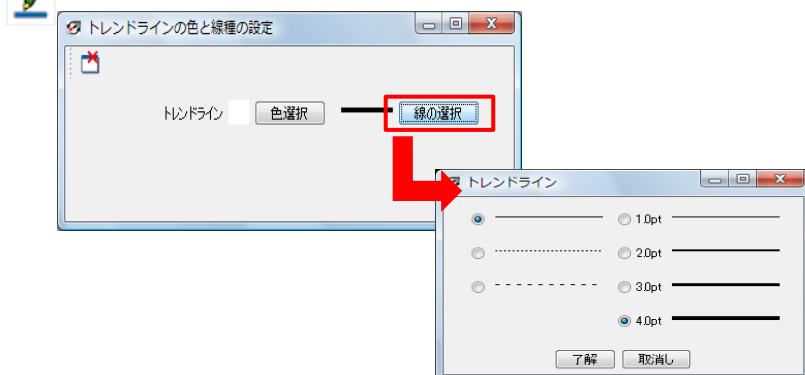 トレンドラインの色と線種の設定
トレンドライン 色選択 線の選択
トレンドライン
1.0pt
2.0pt
3.0pt
4.0pt
了解 取消し